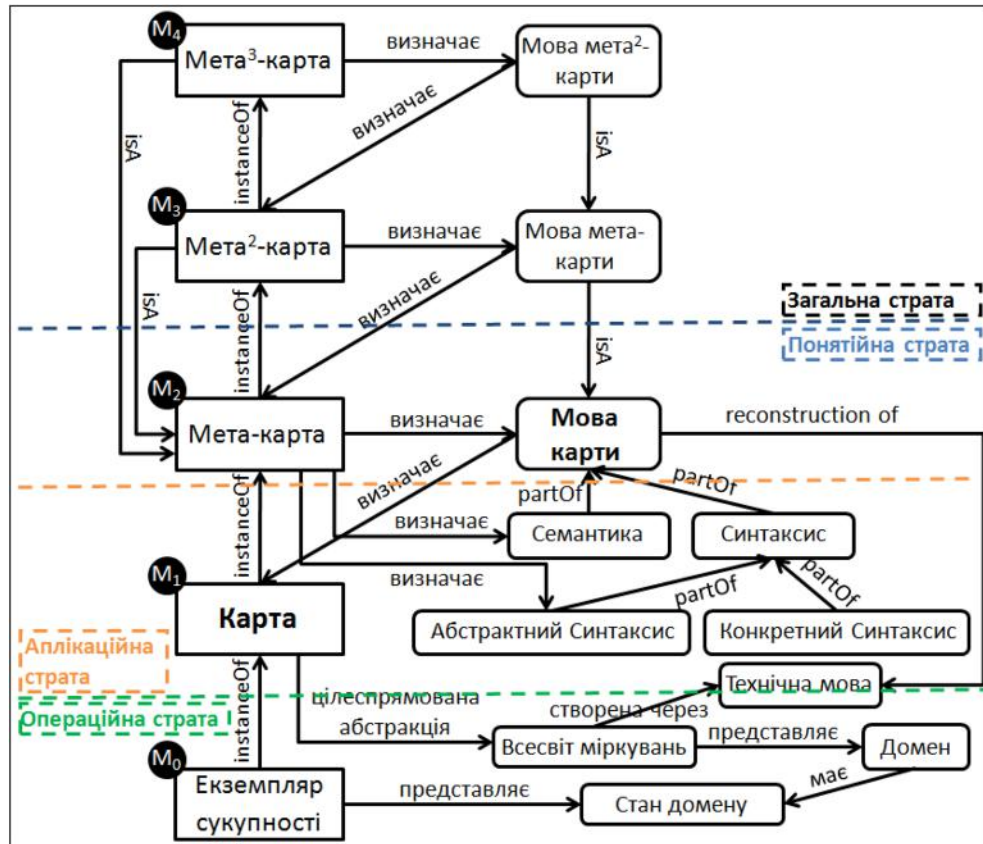 M₄
Мета³-карта
визначає
Мова мета²-
карти
визначає
isA
instanceOf
isA
M₃
Мета²-карта
визначає
Мова мета-
карти
визначає
isA
instanceOf
isA
Загальна страта
Понятійна страта
M₂
Мета-карта
визначає
Мова
карти
reconstruction of
визначає
instanceOf
partOf
partOf
визначає
Семантика
Синтаксис
M₁
визначає
partOf
partOf
Карта
Абстрактний Синтаксис
Конкретний Синтаксис
Аплікаційна
страта
Операційна страта
instanceOf
цілеспрямована
абстракція
створена через
Технічна мова
Всесвіт міркувань
представляє
Домен
M₀
Екземпляр
сукупності
представляє
Стан домену
має